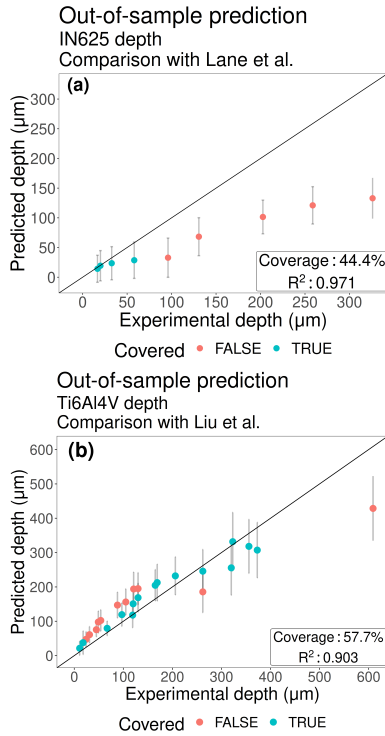 Out-of-sample prediction
IN625 depth
Comparison with Lane et al.
(a)
Predicted depth (μm)
300
250
200
150
100
50
0
Coverage : 44.4%
R² : 0.971
0 50 100 150 200 250 300
Experimental depth (μm)
Covered FALSE TRUE
Out-of-sample prediction
Ti6Al4V depth
Comparison with Liu et al.
(b)
Predicted depth (μm)
600
500
400
300
200
100
0
Coverage : 57.7%
R² : 0.903
0 100 200 300 400 500 600
Experimental depth (μm)
Covered FALSE TRUE